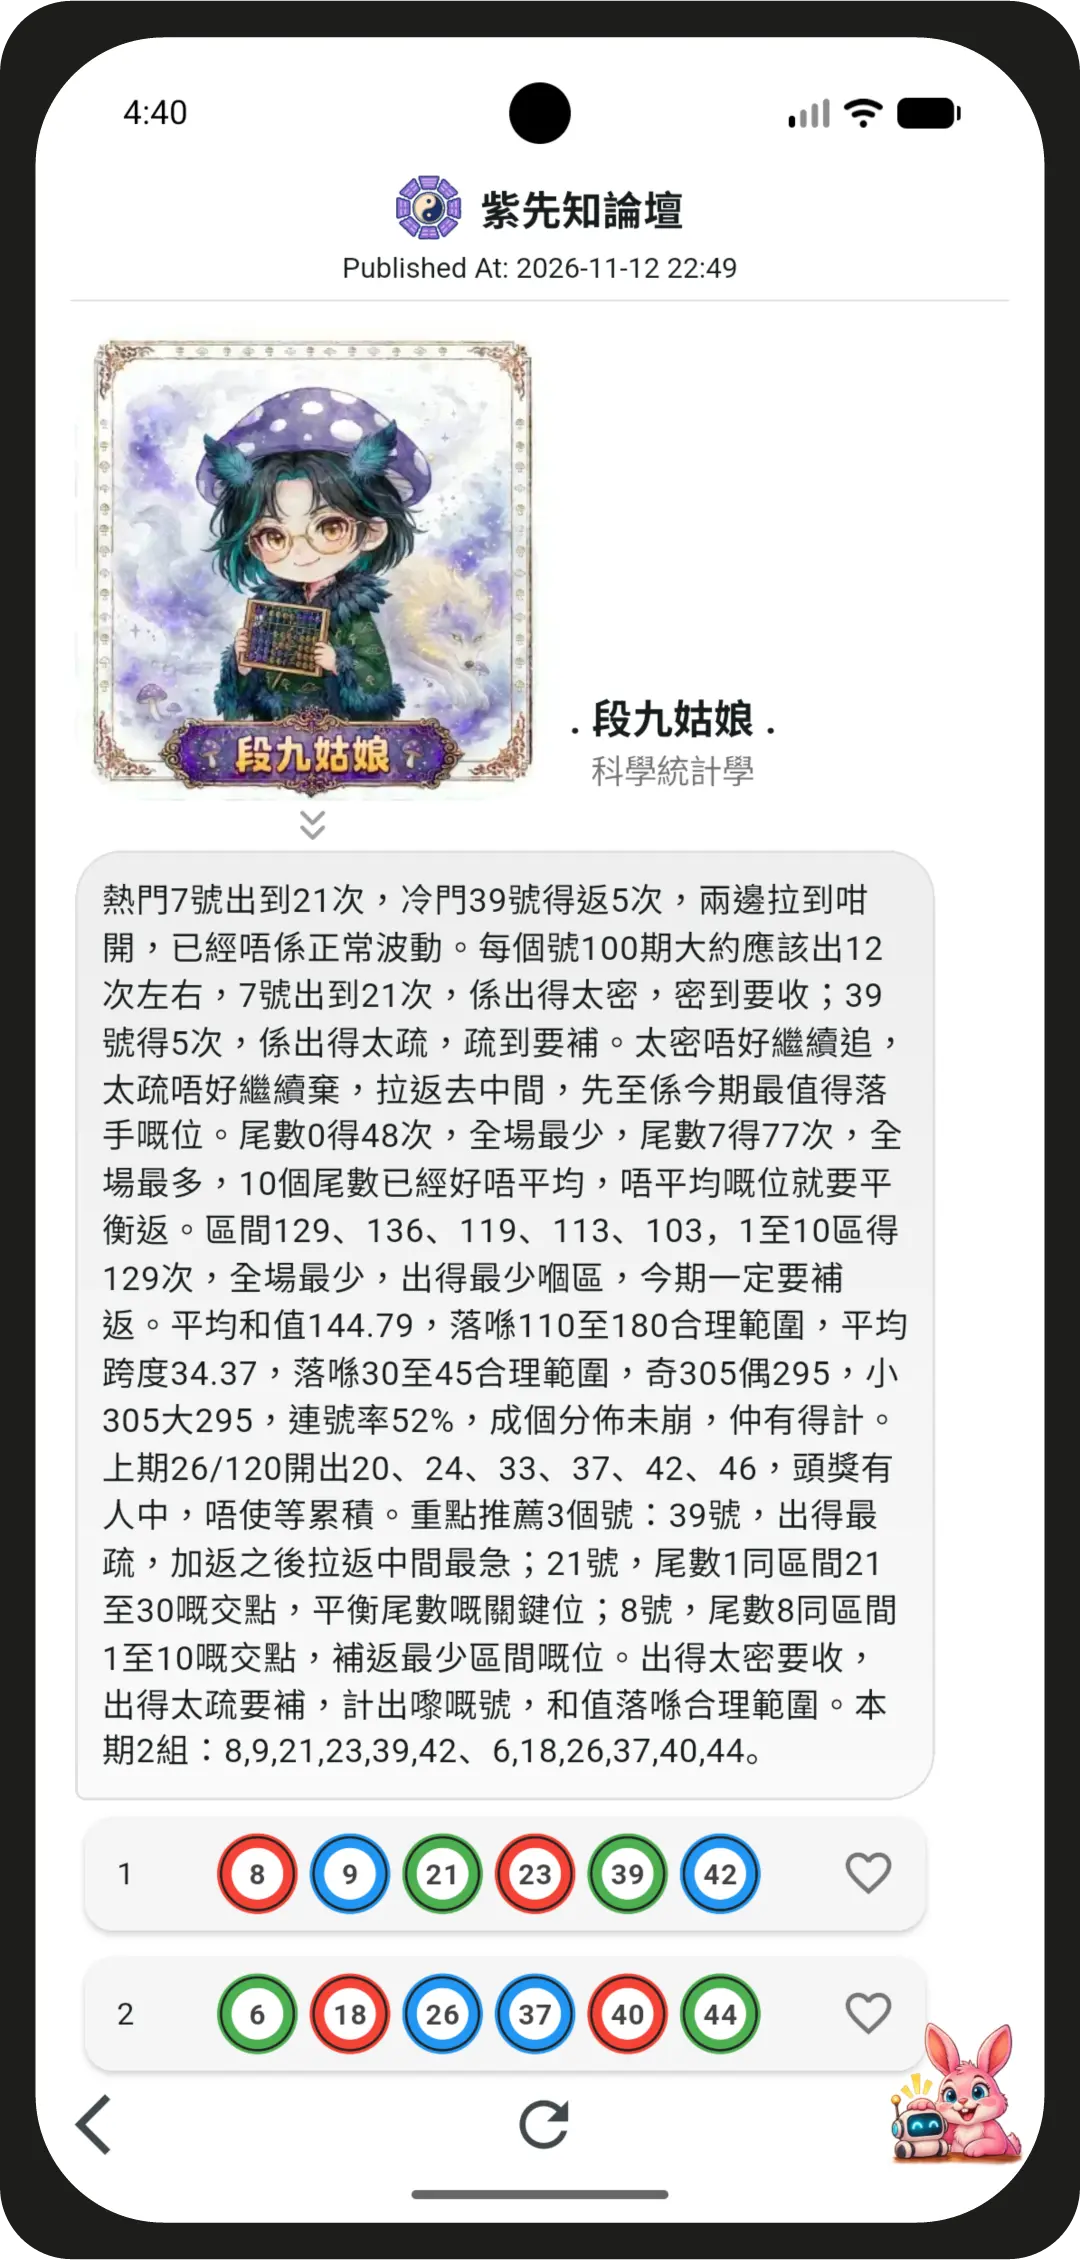 4:40
紫先知論壇
Published At: 2026-11-12 22:49
段九姑娘
. 段九姑娘 .
科學統計學
熱門7號出到21次，冷門39號得返5次，兩邊拉到咁
開，已經唔係正常波動。每個號100期大約應該出12
次左右，7號出到21次，係出得太密，密到要收；39
號得5次，係出得太疏，疏到要補。太密唔好繼續追，
太疏唔好繼續棄，拉返去中間，先至係今期最值得落
手嘅位。尾數0得48次，全場最少，尾數7得77次，全
場最多，10個尾數已經好唔平均，唔平均嘅位就要平
衡返。區間129、136、119、113、103，1至10區得
129次，全場最少，出得最少嗰區，今期一定要補
返。平均和值144.79，落喺110至180合理範圍，平均
跨度34.37，落喺30至45合理範圍，奇305偶295，小
305大295，連號率52%，成個分佈未崩，仲有得計。
上期26/120開出20、24、33、37、42、46，頭獎有
人中，唔使等累積。重點推薦3個號：39號，出得最
疏，加返之後拉返中間最急；21號，尾數1同區間21
至30嘅交點，平衡尾數嘅關鍵位；8號，尾數8同區間
1至10嘅交點，補返最少區間嘅位。出得太密要收，
出得太疏要補，計出嚟嘅號，和值落喺合理範圍。本
期2組：8,9,21,23,39,42、6,18,26,37,40,44。
1 8 9 21 23 39 42
2 6 18 26 37 40 44